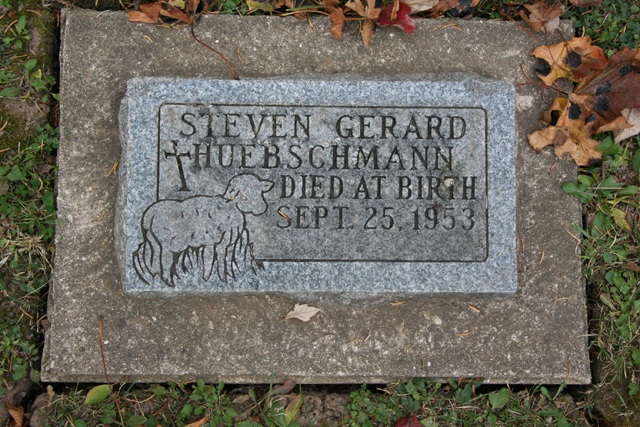 STEVEN GERARD
HUEBSCHMANN
DIED AT BIRTH
SEPT. 25, 1953